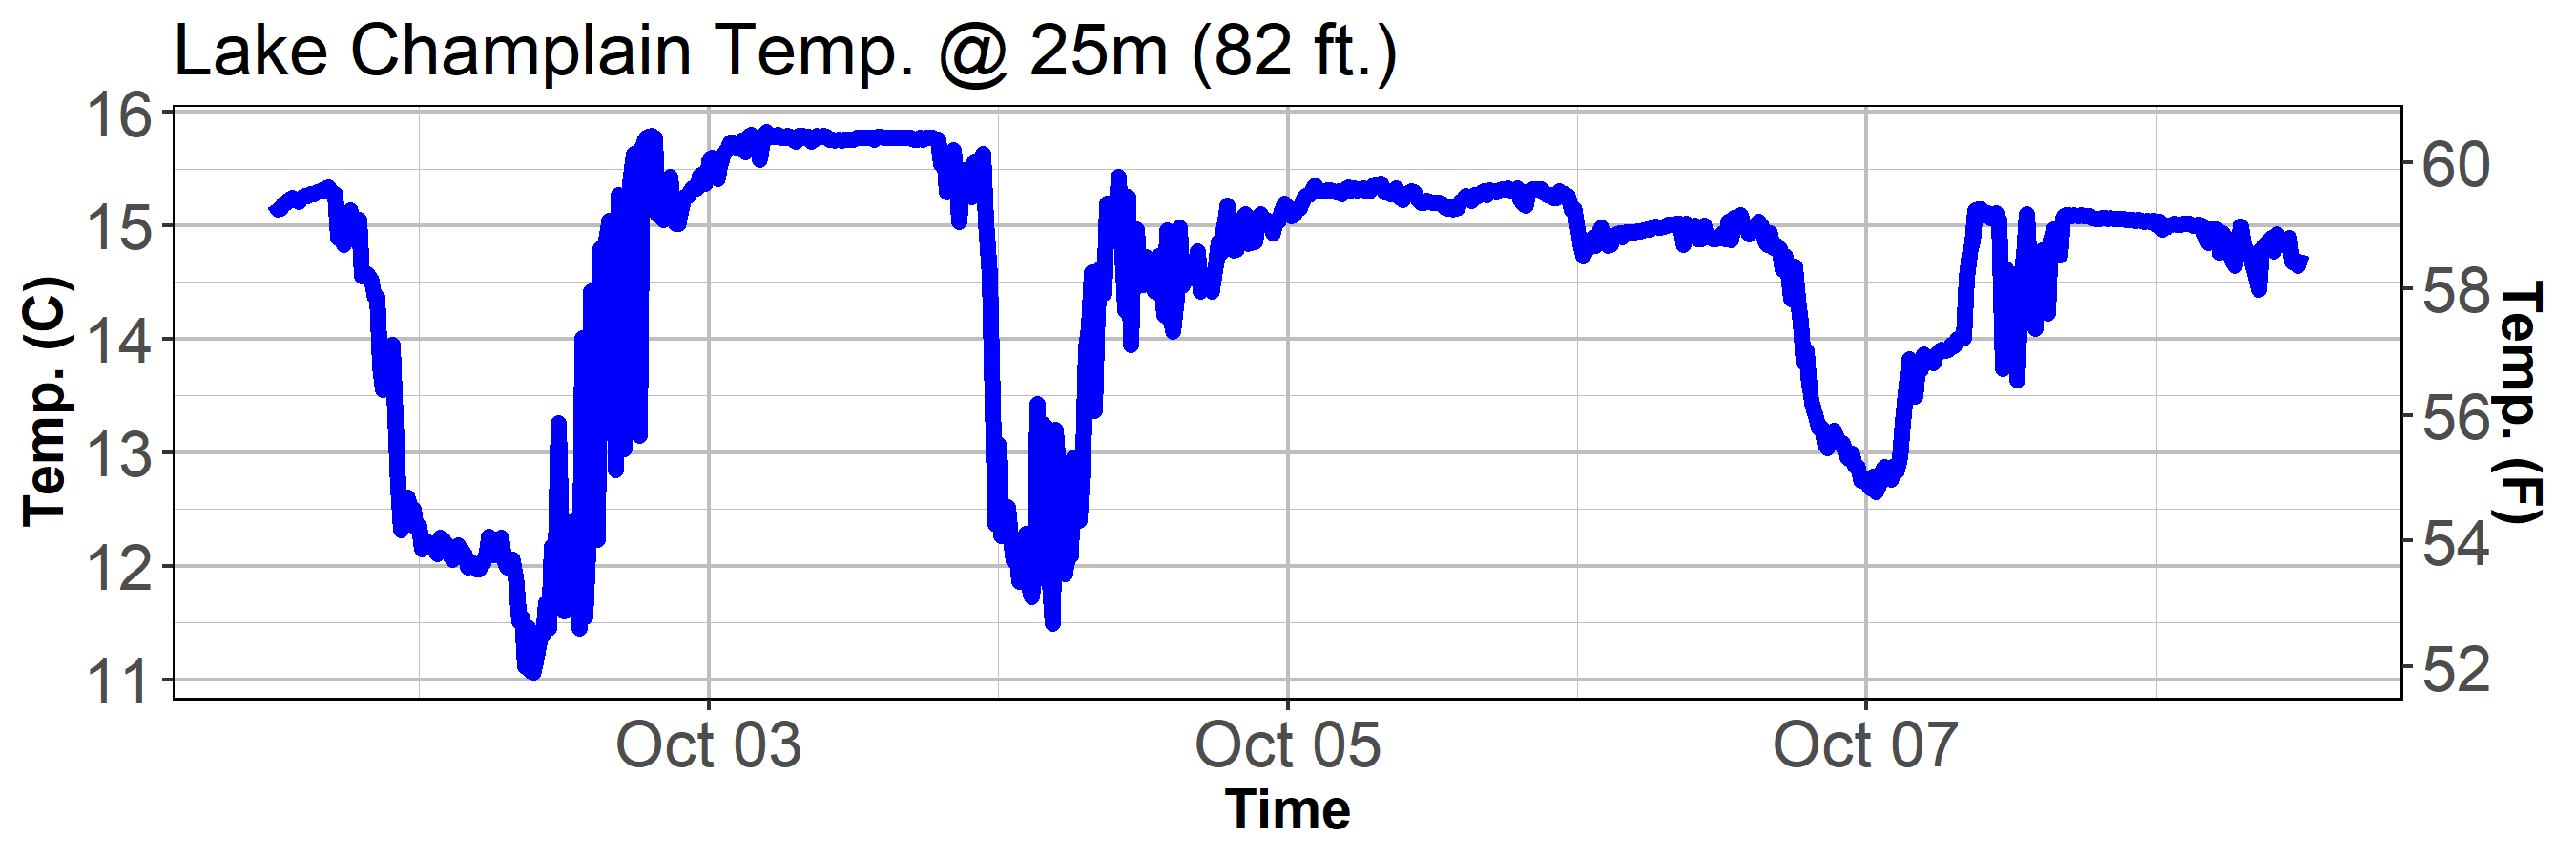 Lake Champlain Temp. @ 25m (82 ft.)
Temp. (C)
16
15
14
13
12
11
60
58
56
54
52
Temp. (F)
Oct 03 Oct 05 Oct 07
Time